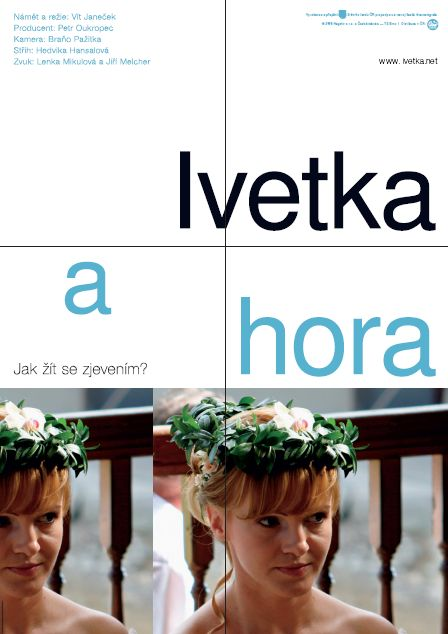 Námět a režie: Vít Janeček
Producent: Petr Oukropec
Kamera: Braňo Pažitka
Střih: Hedvika Hansalová
Zvuk: Lenka Mikulová a Jiří Melcher
www. ivetka.net
Ivetka
a
hora
Jak žít se zjevením?